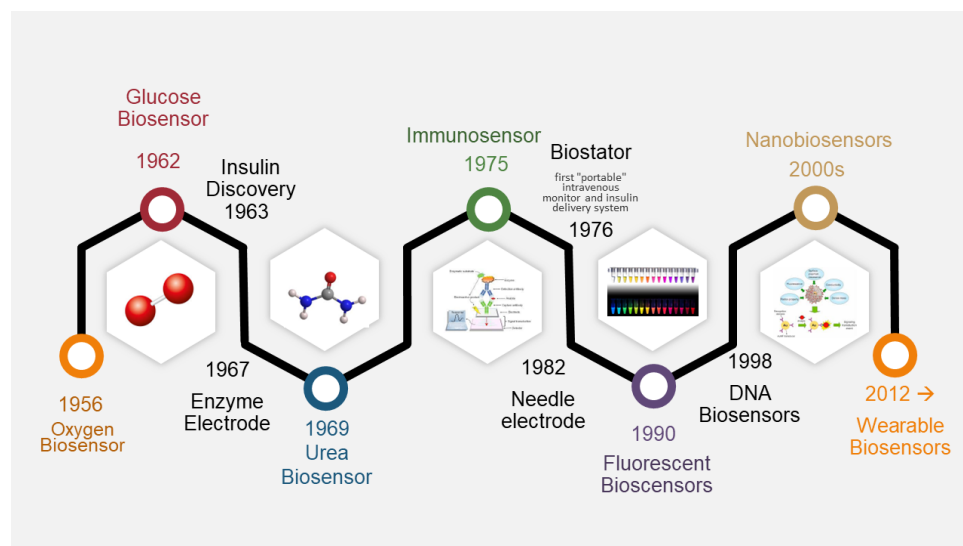 Glucose
Biosensor
1962
Insulin
Discovery
1963
Immunosensor
1975
Biostator
first "portable"
intravenous
monitor and insulin
delivery system
1976
Nanobiosensors
2000s
1956
Oxygen
Biosensor
1967
Enzyme
Electrode
1969
Urea
Biosensor
1982
Needle
electrode
1990
Fluorescent
Bioscensors
1998
DNA
Biosensors
2012 →
Wearable
Biosensors